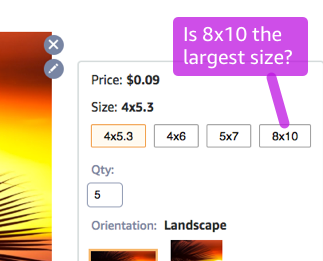 Is 8x10 the
largest size?
Price: $0.09
Size: 4x5.3
4x5.3 4x6 5x7 8x10
Qty:
5
Orientation: Landscape